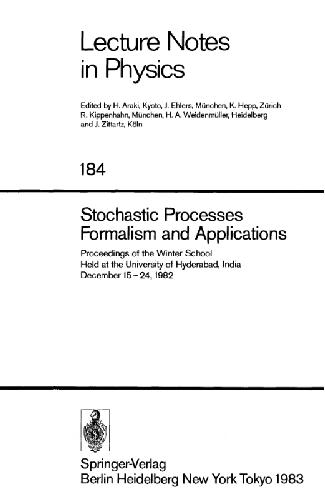 Lecture Notes
in Physics
Edited by H. Araki, Kyoto, J. Ehlers, München, K. Hepp, Zürich
R. Kippenhahn, München, H. A. Weidenmüller, Heidelberg
and J. Zittartz, Köln
184
Stochastic Processes
Formalism and Applications
Proceedings of the Winter School
Held at the University of Hyderabad, India
December 15–24, 1982
Springer-Verlag
Berlin Heidelberg New York Tokyo 1983